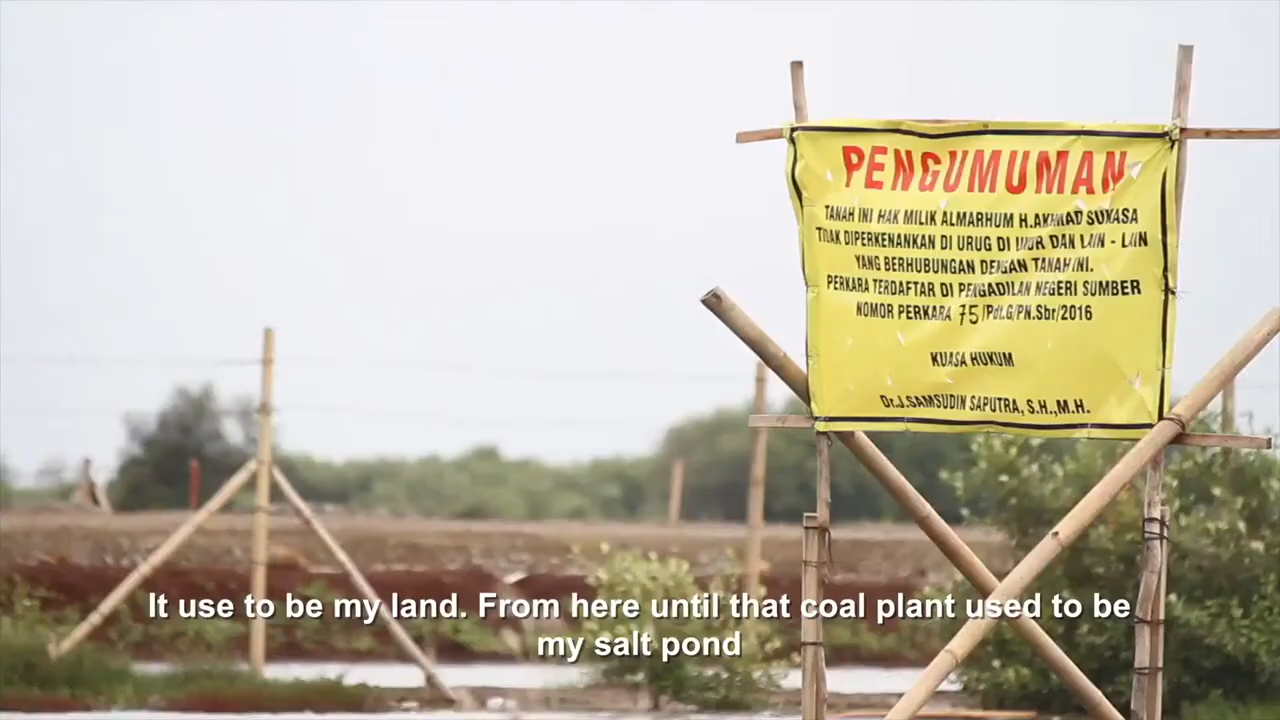 PENGUMUMAN
TANAH INI HAK MILIK ALMARHUM H.AKHMAD SUKASA
TIDAK DIPERKENANKAN DI URUG DI UKUR DAN LAIN - LAIN
YANG BERHUBUNGAN DENGAN TANAH INI.
PERKARA TERDAFTAR DI PENGADILAN NEGERI SUMBER
NOMOR PERKARA 75/Pdt.G/PN.Sbr/2016
KUASA HUKUM
Dr.J.SAMSUDIN SAPUTRA, S.H.,M.H.
It use to be my land. From here until that coal plant used to be
my salt pond